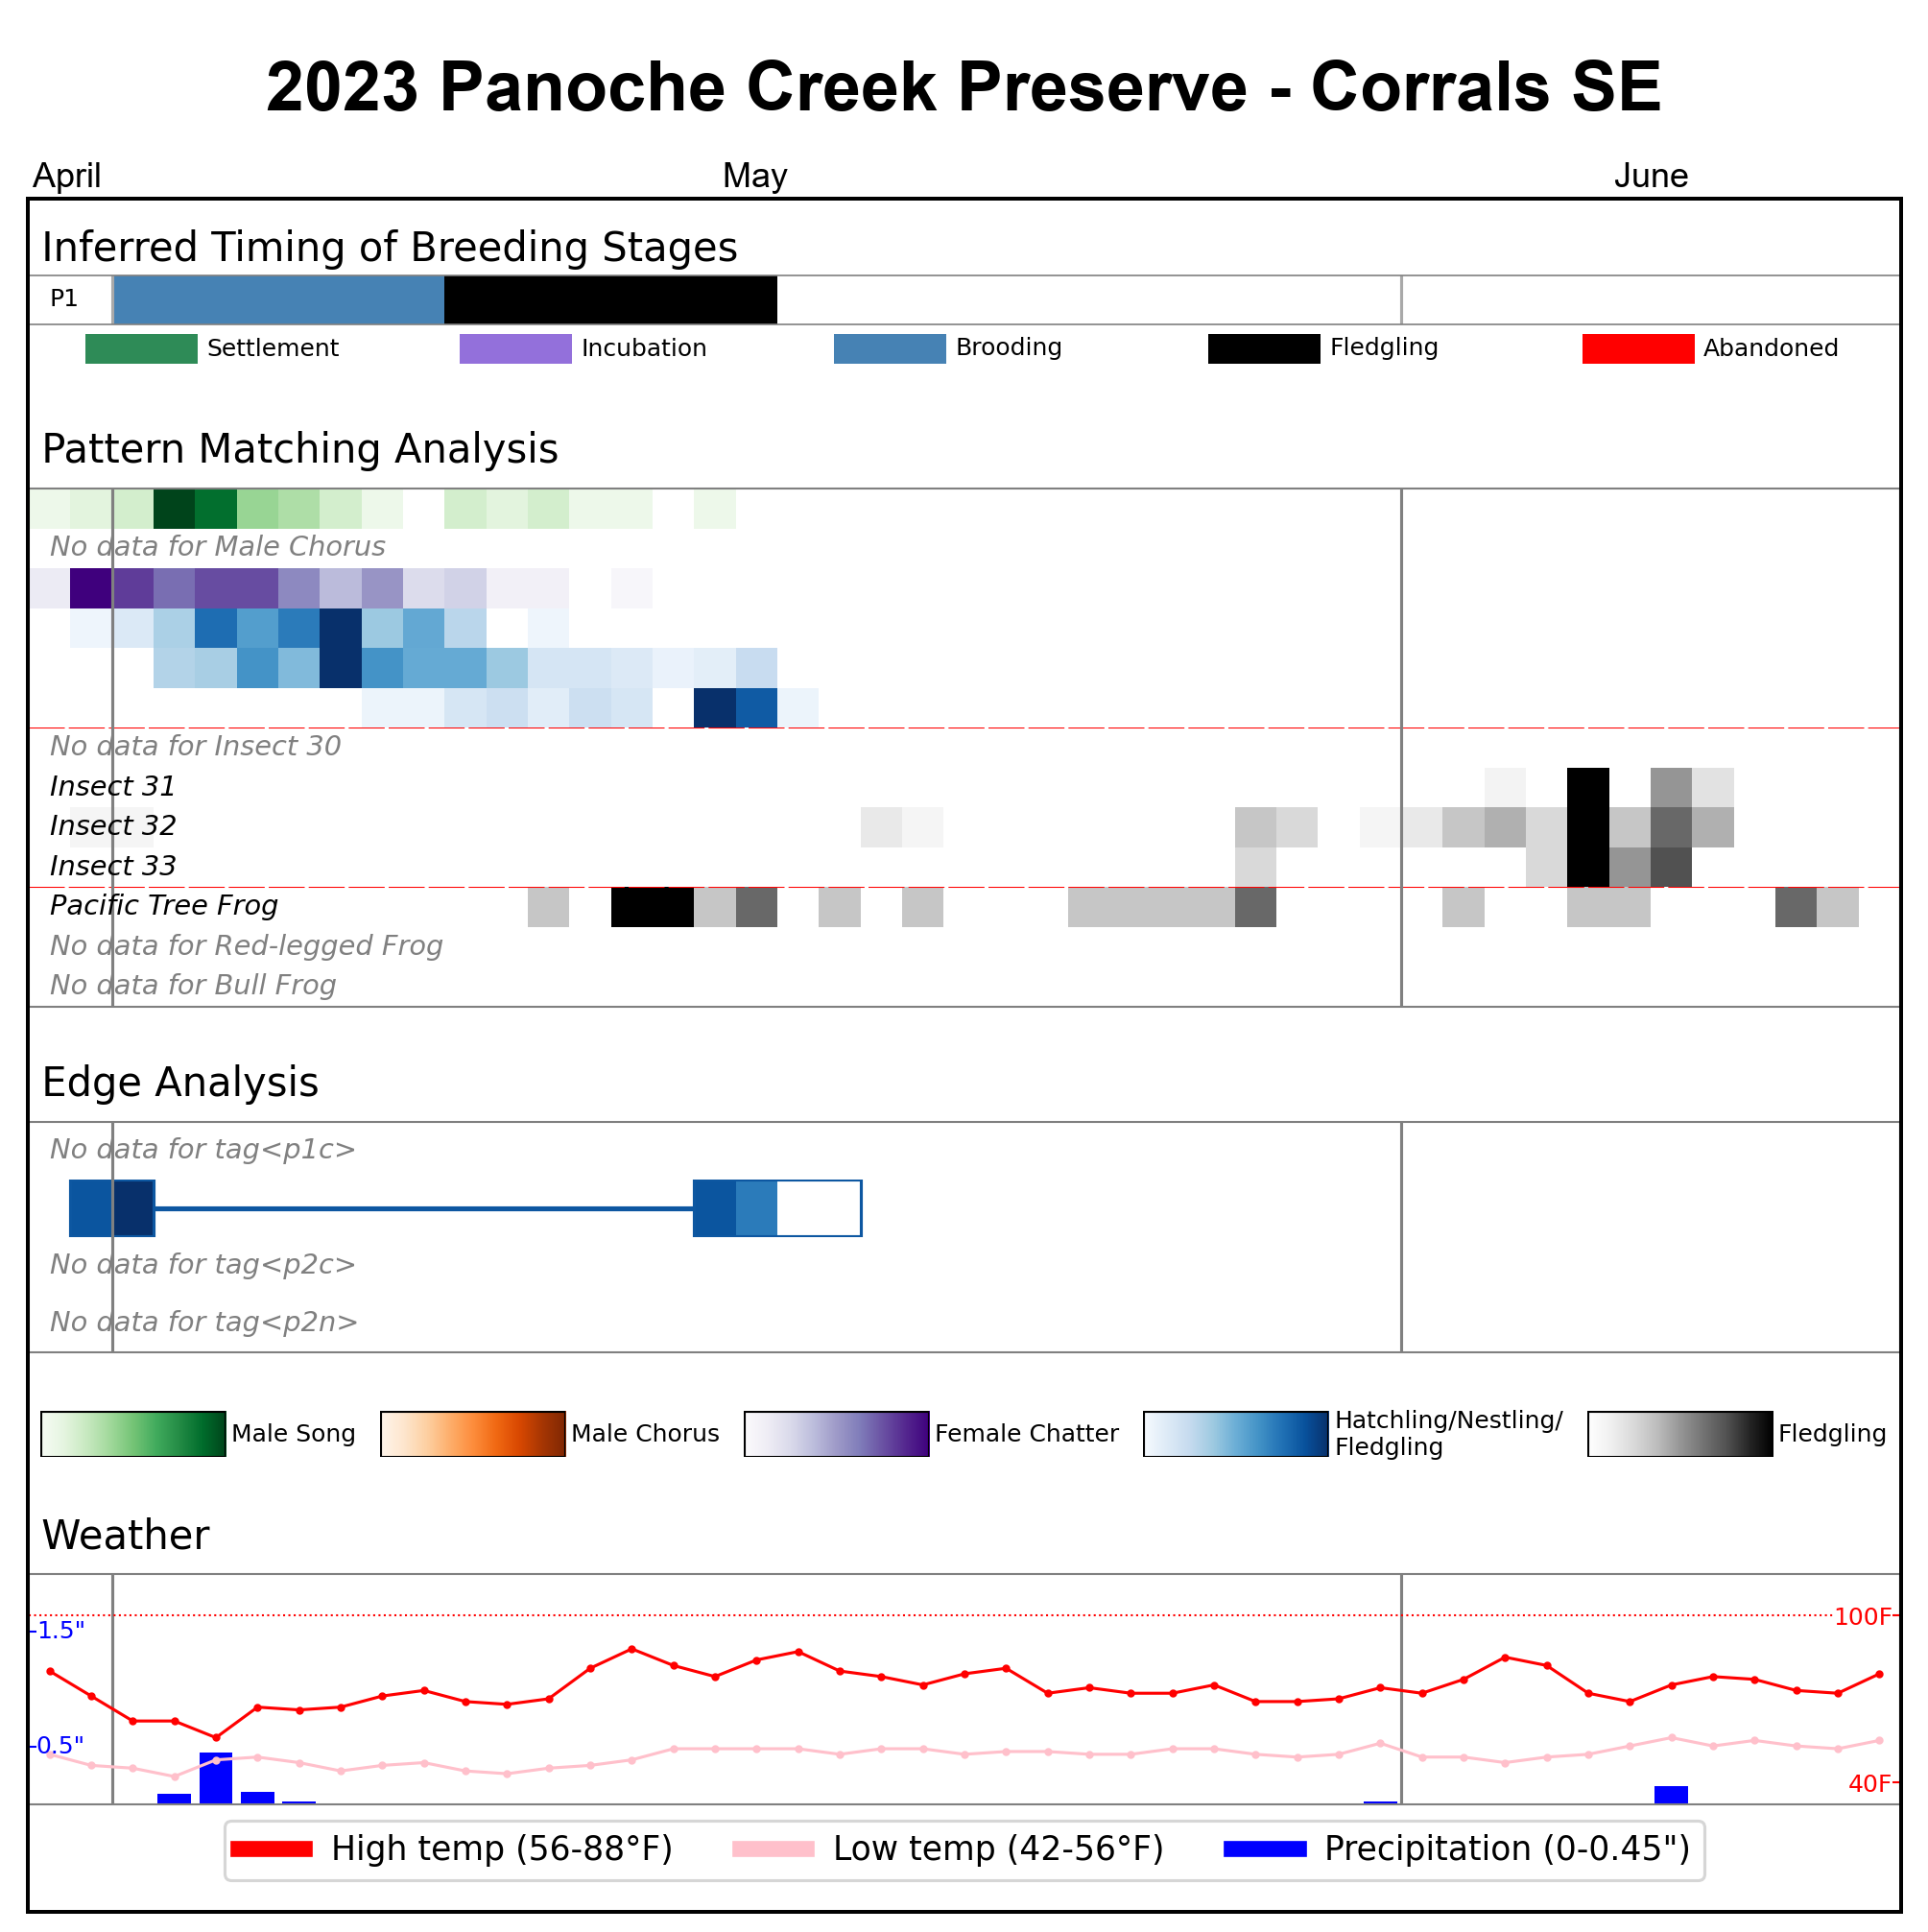 2023 Panoche Creek Preserve - Corrals SE
April May June
Inferred Timing of Breeding Stages
P1
Settlement Incubation Brooding Fledgling Abandoned
Pattern Matching Analysis
No data for Male Chorus
No data for Insect 30
Insect 31
Insect 32
Insect 33
Pacific Tree Frog
No data for Red-legged Frog
No data for Bull Frog
Edge Analysis
No data for tag<p1c>
No data for tag<p2c>
No data for tag<p2n>
Male Song Male Chorus Female Chatter Hatchling/Nestling/
Fledgling Fledgling
Weather
-1.5" 100F-
-0.5"
40F-
High temp (56-88°F) Low temp (42-56°F) Precipitation (0-0.45")